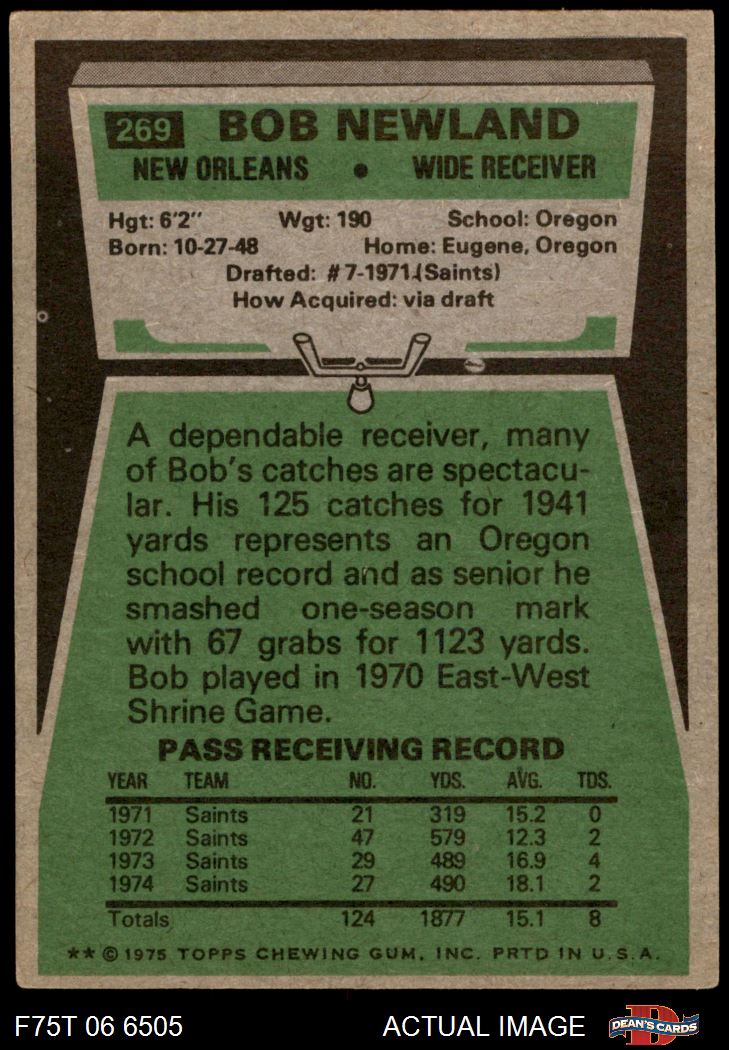 269 BOB NEWLAND
NEW ORLEANS • WIDE RECEIVER
Hgt: 6'2" Wgt: 190 School: Oregon
Born: 10-27-48 Home: Eugene, Oregon
Drafted: #7-1971 (Saints)
How Acquired: via draft
A dependable receiver, many
of Bob's catches are spectacu-
lar. His 125 catches for 1941
yards represents an Oregon
school record and as senior he
smashed one-season mark
with 67 grabs for 1123 yards.
Bob played in 1970 East-West
Shrine Game.
PASS RECEIVING RECORD
YEAR TEAM NO. YDS. AVG. TDS.
1971 Saints 21 319 15.2 0
1972 Saints 47 579 12.3 2
1973 Saints 29 489 16.9 4
1974 Saints 27 490 18.1 2
Totals 124 1877 15.1 8
** © 1975 TOPPS CHEWING GUM, INC. PRTD IN U.S.A.
F75T 06 6505 ACTUAL IMAGE D DEAN'S CARDS